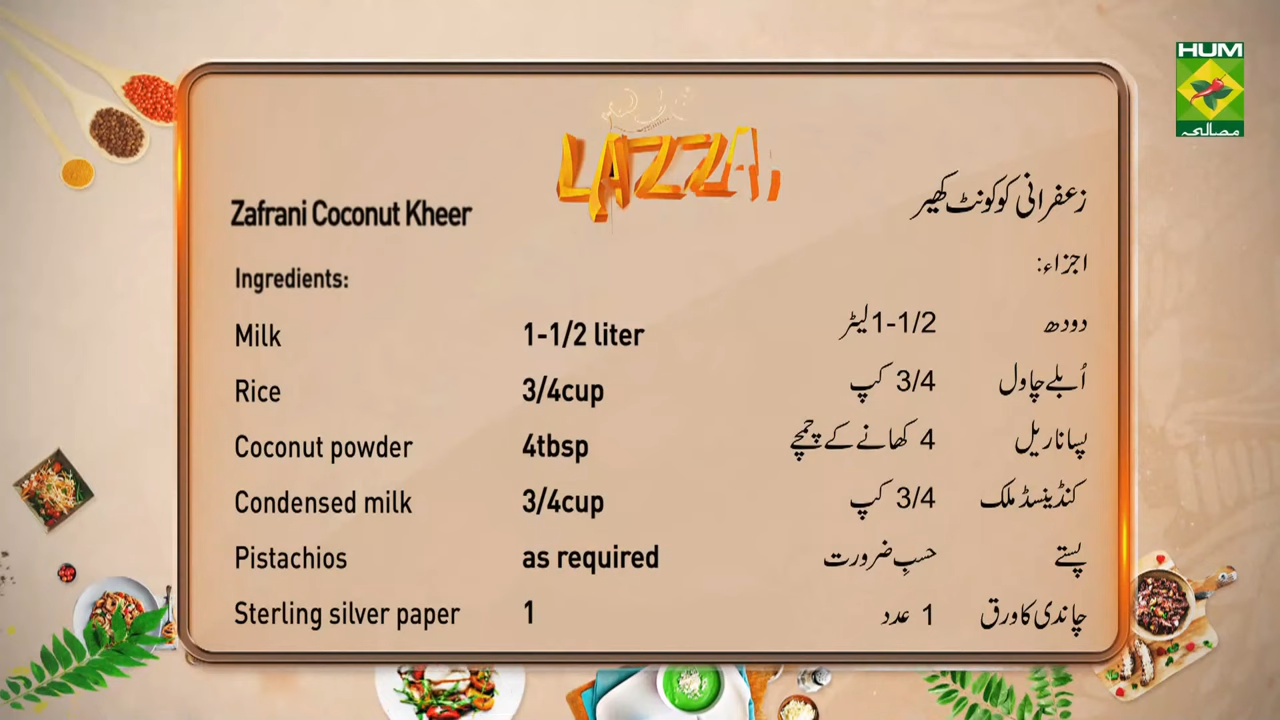 HUM
مصالحہ
LAZZA
Zafrani Coconut Kheer
زعفرانی کوکونٹ کھیر
Ingredients:
اجزاء:
Milk 1-1/2 liter 1-1/2 لیٹر دودھ
Rice 3/4cup 3/4 کپ اُبلے چاول
Coconut powder 4tbsp 4 کھانے کے چمچے پسا ناریل
Condensed milk 3/4cup 3/4 کپ کنڈینسڈ ملک
Pistachios as required حسبِ ضرورت پستے
Sterling silver paper 1 1 عدد چاندی کا ورق